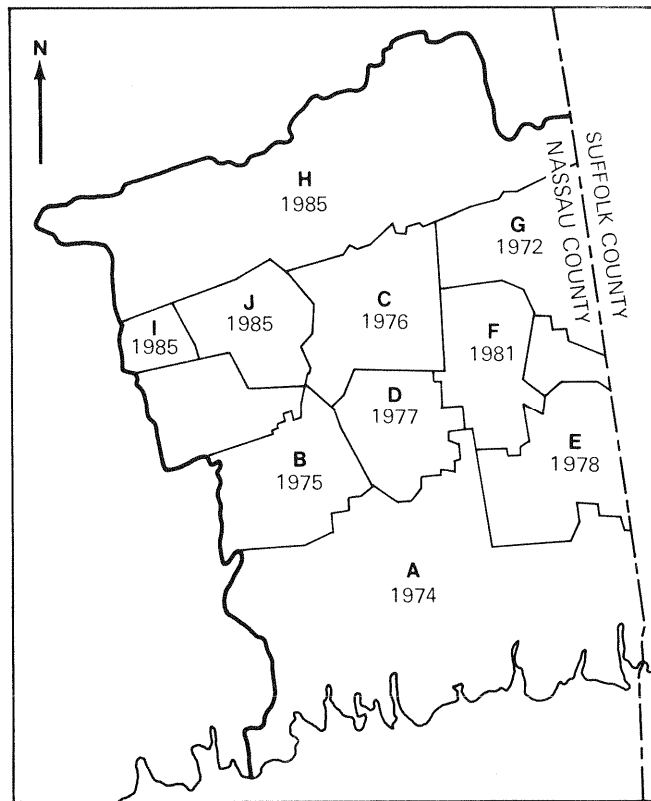 N
H
1985
SUFFOLK COUNTY
NASSAU COUNTY
G
1972
C
1976
J
1985
I
1985
F
1981
D
1977
B
1975
E
1978
A
1974